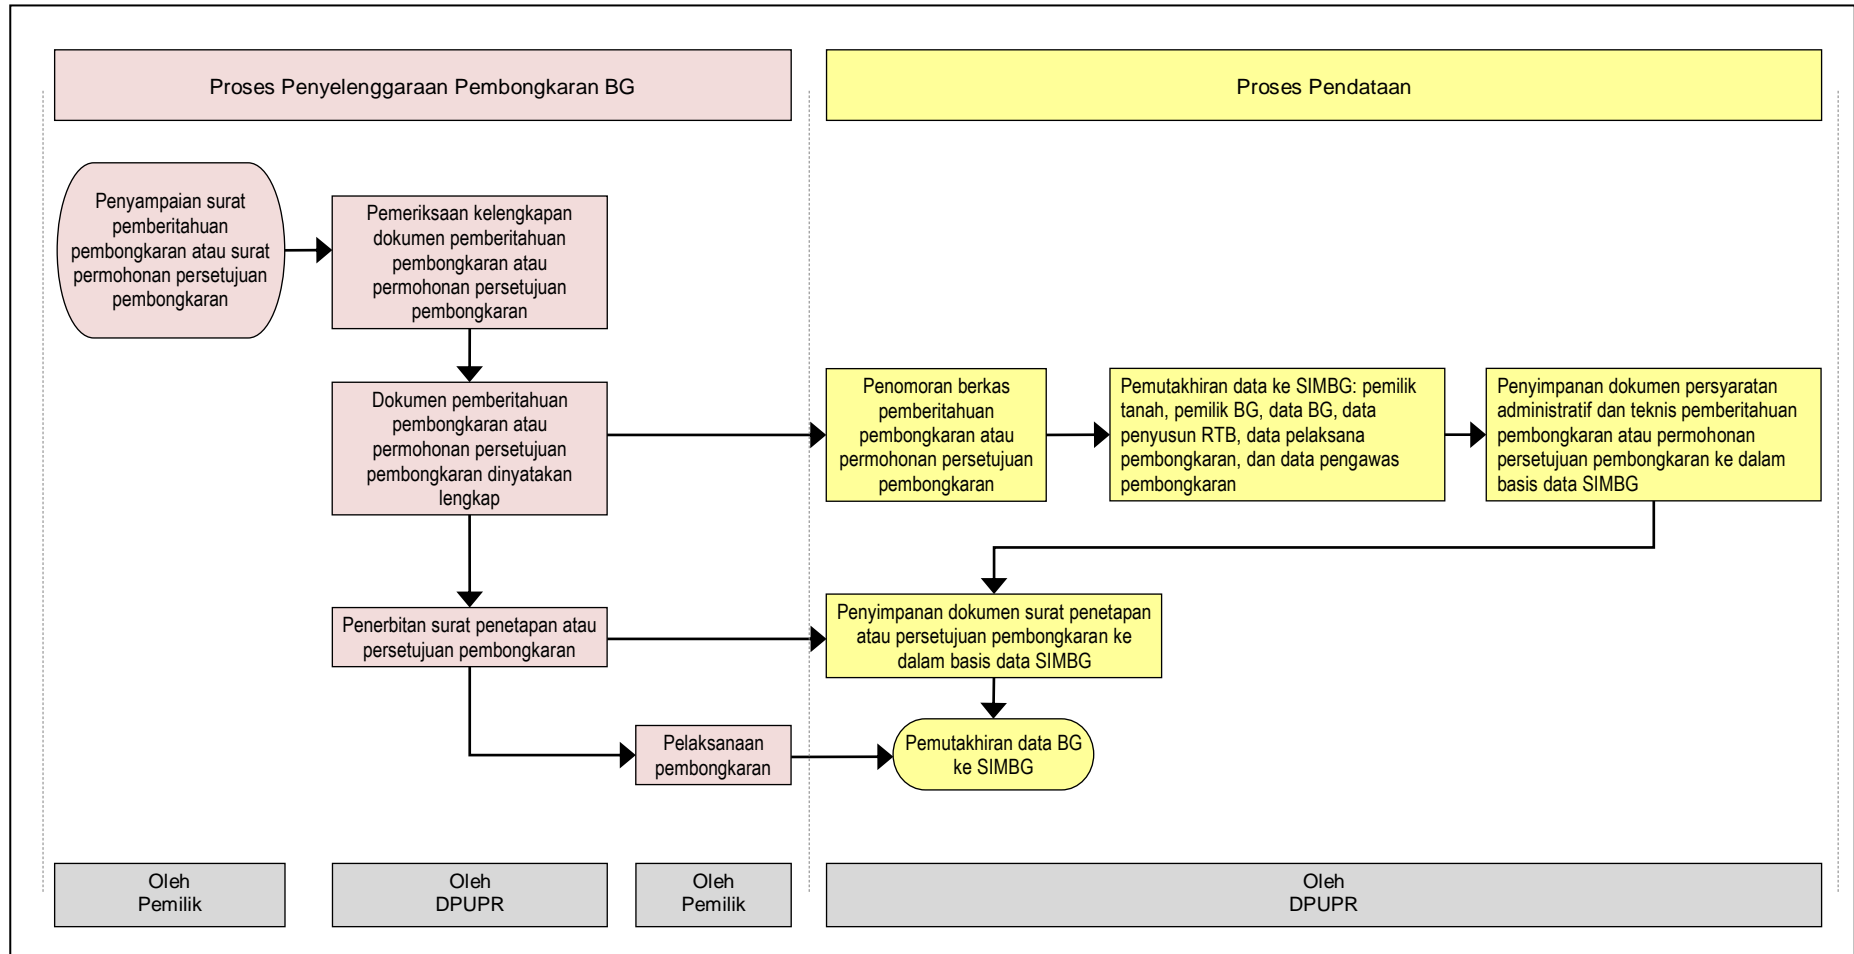 Proses Penyelenggaraan Pembongkaran BG
Proses Pendataan
Penyampaian surat
pemberitahuan
pembongkaran atau surat
permohonan persetujuan
pembongkaran
Pemeriksaan kelengkapan
dokumen pemberitahuan
pembongkaran atau
permohonan persetujuan
pembongkaran
Dokumen pemberitahuan
pembongkaran atau
permohonan persetujuan
pembongkaran dinyatakan
lengkap
Penomoran berkas
pemberitahuan
pembongkaran atau
permohonan persetujuan
pembongkaran
Pemutakhiran data ke SIMBG: pemilik
tanah, pemilik BG, data BG, data
penyusun RTB, data pelaksana
pembongkaran, dan data pengawas
pembongkaran
Penyimpanan dokumen persyaratan
administratif dan teknis pemberitahuan
pembongkaran atau permohonan
persetujuan pembongkaran ke dalam
basis data SIMBG
Penerbitan surat penetapan atau
persetujuan pembongkaran
Penyimpanan dokumen surat penetapan
atau persetujuan pembongkaran ke
dalam basis data SIMBG
Pelaksanaan
pembongkaran
Pemutakhiran data BG
ke SIMBG
Oleh
Pemilik
Oleh
DPUPR
Oleh
Pemilik
Oleh
DPUPR